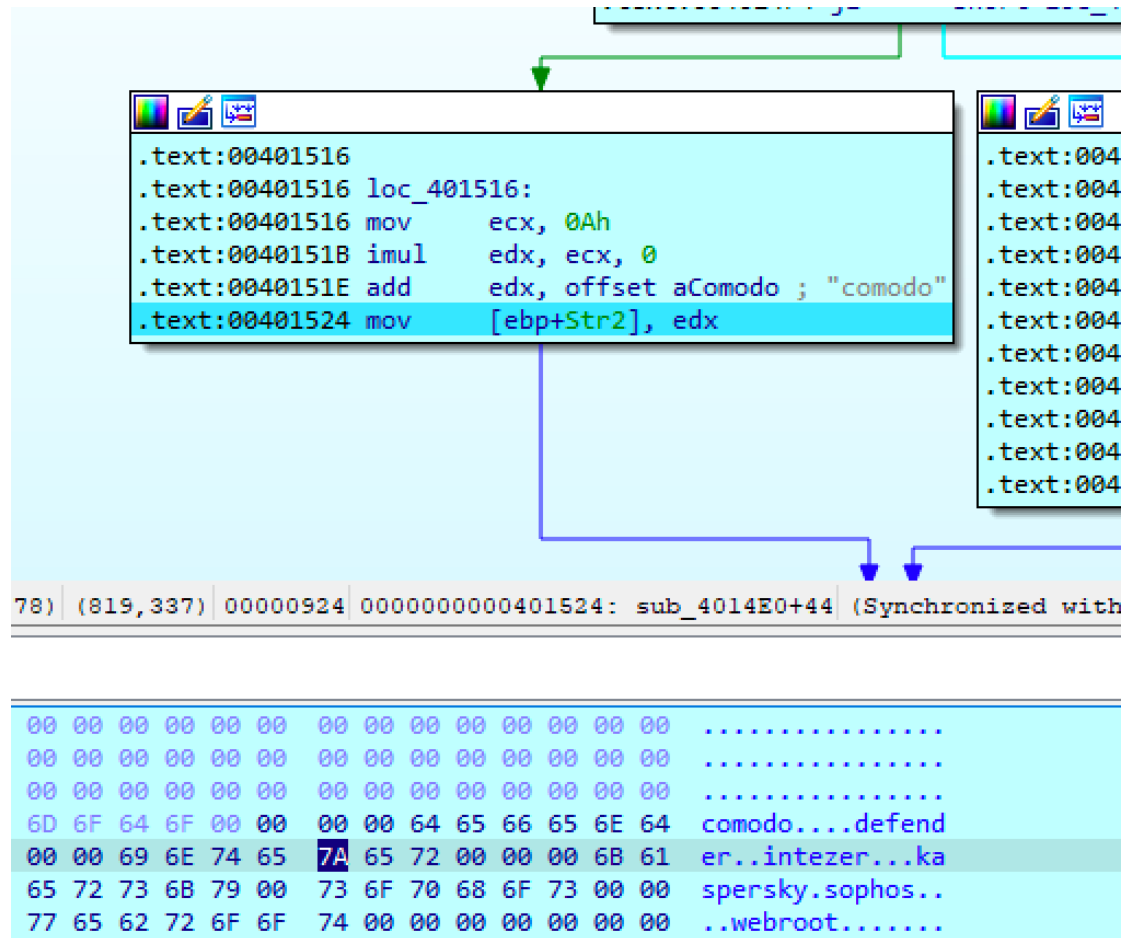 .text:00401516
.text:00401516 loc_401516:
.text:00401516 mov ecx, 0Ah
.text:0040151B imul edx, ecx, 0
.text:0040151E add edx, offset aComodo ; "comodo"
.text:00401524 mov [ebp+Str2], edx
.text:004
.text:004
.text:004
.text:004
.text:004
.text:004
.text:004
.text:004
.text:004
.text:004
.text:004
78) (819,337) 00000924 0000000000401524: sub_4014E0+44 (Synchronized with
00 00 00 00 00 00 00 00 00 00 00 00 00 00 ................
00 00 00 00 00 00 00 00 00 00 00 00 00 00 ................
00 00 00 00 00 00 00 00 00 00 00 00 00 00 ................
6D 6F 64 6F 00 00 00 00 64 65 66 65 6E 64 comodo....defend
00 00 69 6E 74 65 7A 65 72 00 00 00 6B 61 er..intezer...ka
65 72 73 6B 79 00 73 6F 70 68 6F 73 00 00 spersky.sophos..
77 65 62 72 6F 6F 74 00 00 00 00 00 00 00 ..webroot.......